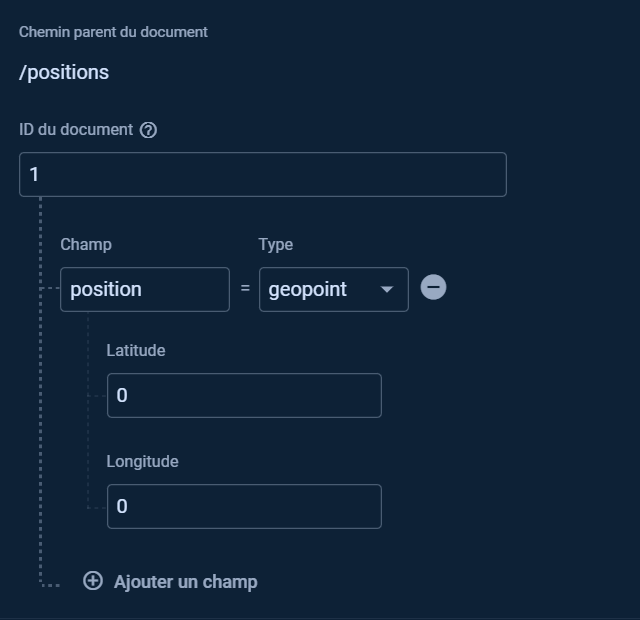 Chemin parent du document
/positions
ID du document ?
1
Champ Type
position = geopoint
Latitude
0
Longitude
0
Ajouter un champ